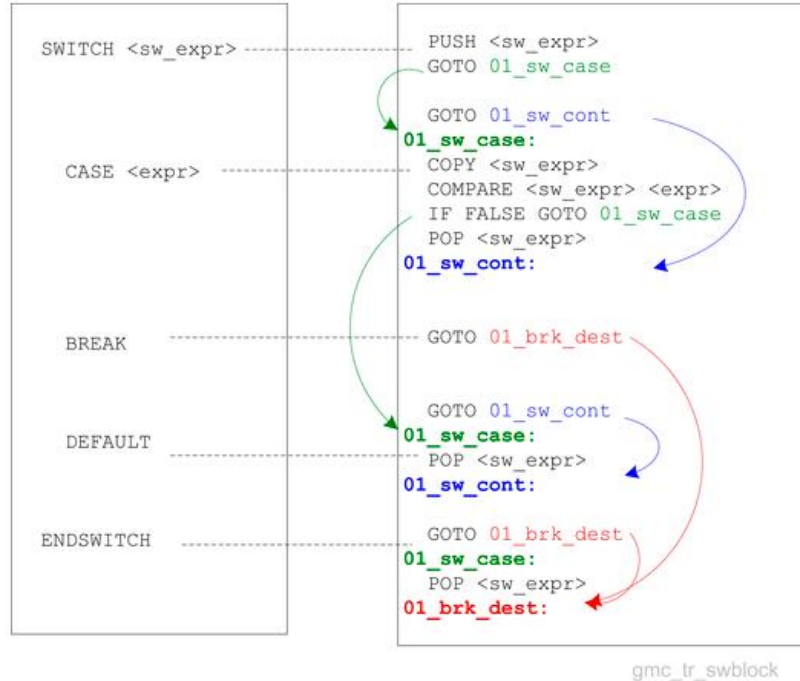 SWITCH <sw_expr>
CASE <expr>
BREAK
DEFAULT
ENDSWITCH
PUSH <sw_expr>
GOTO 01_sw_case
GOTO 01_sw_cont
01_sw_case:
COPY <sw_expr>
COMPARE <sw_expr> <expr>
IF FALSE GOTO 01_sw_case
POP <sw_expr>
01_sw_cont:
GOTO 01_brk_dest
GOTO 01_sw_cont
01_sw_case:
POP <sw_expr>
01_sw_cont:
GOTO 01_brk_dest
01_sw_case:
POP <sw_expr>
01_brk_dest:
gmc_tr_swblock